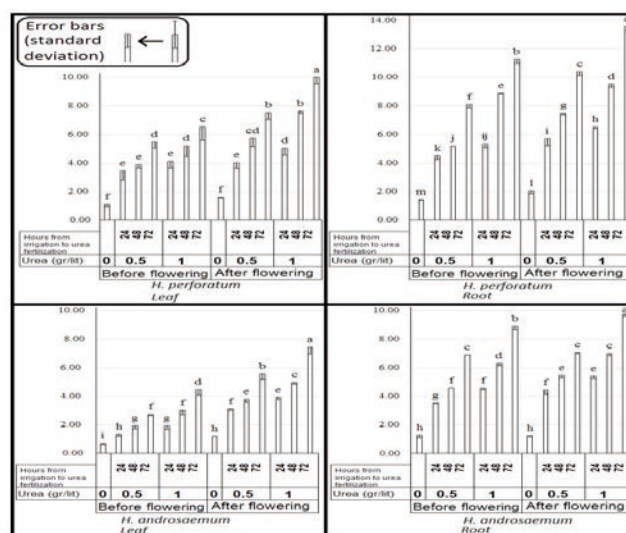 Error bars
(standard
deviation)
10.00
8.00
6.00
4.00
2.00
0.00
f e e d e e c f e cd b d b a
24 48 72 24 48 72 24 48 72 24 48 72
Hours from
irrigation to urea
fertilization
Urea (gr/lit) 0 0.5 1 0 0.5 1
Before flowering After flowering
H. perforatum
Leaf
14.00
12.00
10.00
8.00
6.00
4.00
2.00
0.00
m k j f ij e b l i g c h d
24 48 72 24 48 72 24 48 72 24 48 72
Hours from
irrigation to urea
fertilization
Urea (gr/lit) 0 0.5 1 0 0.5 1
Before flowering After flowering
H. perforatum
Root
10.00
8.00
6.00
4.00
2.00
0.00
i h g f g f d h f e b e c a
24 48 72 24 48 72 24 48 72 24 48 72
Hours from
irrigation to urea
fertilization
Urea (gr/lit) 0 0.5 1 0 0.5 1
Before flowering After flowering
H. androsaemum
Leaf
10.00
8.00
6.00
4.00
2.00
0.00
h g f c f d b h f e c e c
24 48 72 24 48 72 24 48 72 24 48 72
Hours from
irrigation to urea
fertilization
Urea (gr/lit) 0 0.5 1 0 0.5 1
Before flowering After flowering
H. androsaemum
Root